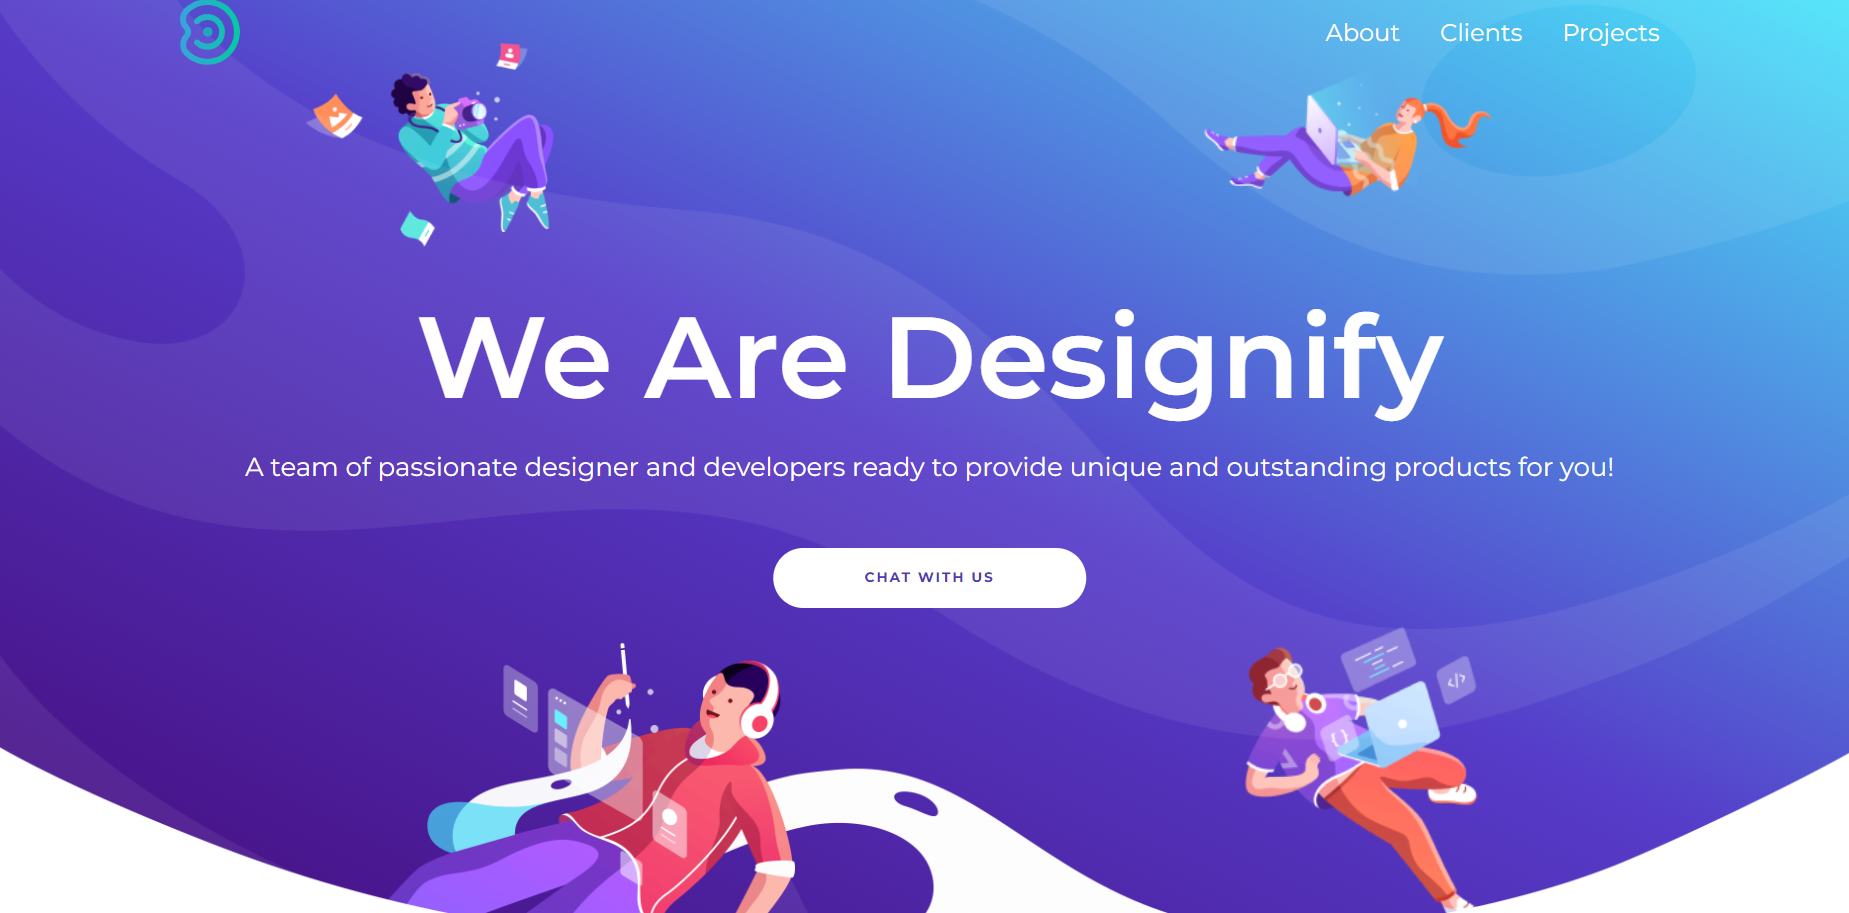 About Clients Projects
We Are Designify
A team of passionate designer and developers ready to provide unique and outstanding products for you!
CHAT WITH US
</>
{ }